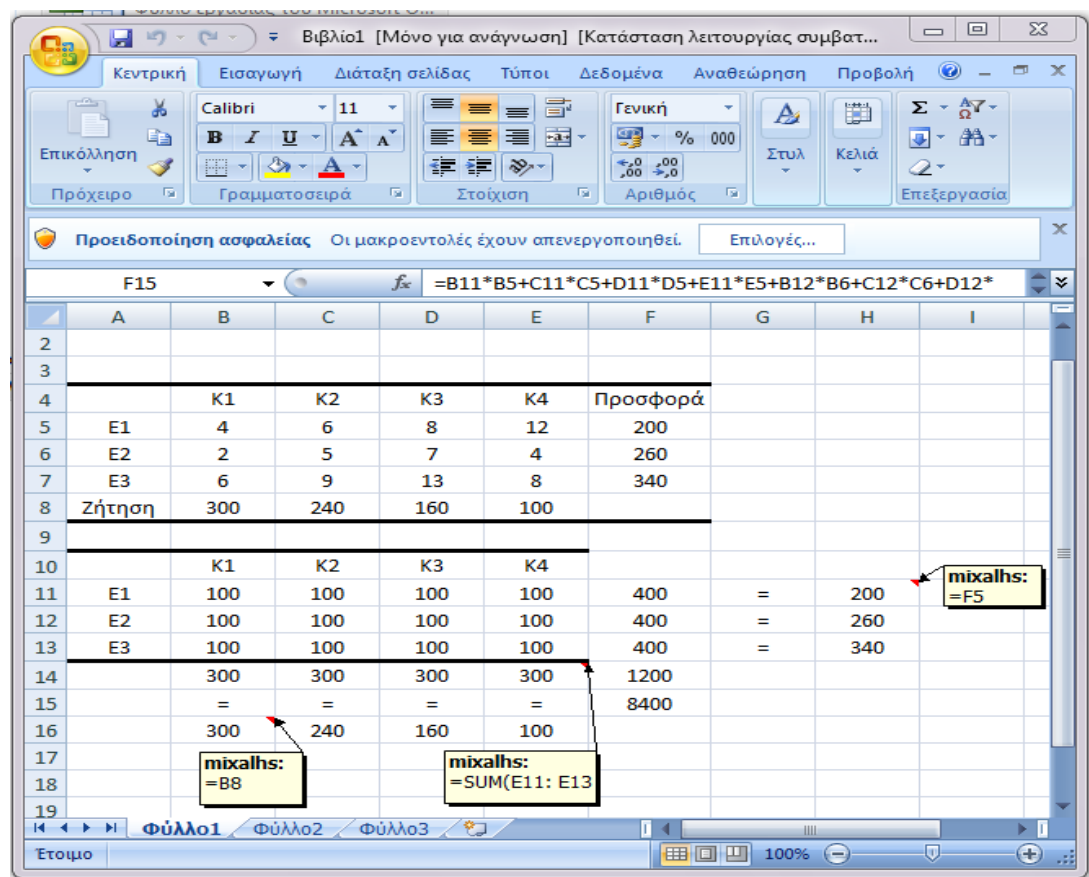 Βιβλίο1 [Μόνο για ανάγνωση] [Κατάσταση λειτουργίας συμβατ...
Κεντρική Εισαγωγή Διάταξη σελίδας Τύποι Δεδομένα Αναθεώρηση Προβολή
Calibri 11 Γενική
B I U A A % 000
Επικόλληση Στυλ Κελιά
Πρόχειρο Γραμματοσειρά Στοίχιση Αριθμός Επεξεργασία
Προειδοποίηση ασφαλείας Οι μακροεντολές έχουν απενεργοποιηθεί. Επιλογές...
F15 fx =B11*B5+C11*C5+D11*D5+E11*E5+B12*B6+C12*C6+D12*
A B C D E F G H I
2
3
4 K1 K2 K3 K4 Προσφορά
5 E1 4 6 8 12 200
6 E2 2 5 7 4 260
7 E3 6 9 13 8 340
8 Ζήτηση 300 240 160 100
9
10 K1 K2 K3 K4
11 E1 100 100 100 100 400 = 200
12 E2 100 100 100 100 400 = 260
13 E3 100 100 100 100 400 = 340
mixalhs:
=F5
14 300 300 300 300 1200
15 = = = = 8400
16 300 240 160 100
17
18
19
mixalhs:
=B8
mixalhs:
=SUM(E11: E13
Φύλλο1 Φύλλο2 Φύλλο3
Έτοιμο 100%